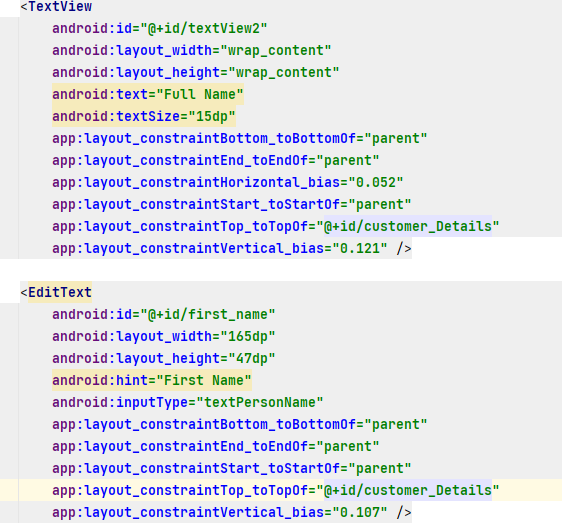 <TextView
android:id="@+id/textView2"
android:layout_width="wrap_content"
android:layout_height="wrap_content"
android:text="Full Name"
android:textSize="15dp"
app:layout_constraintBottom_toBottomOf="parent"
app:layout_constraintEnd_toEndOf="parent"
app:layout_constraintHorizontal_bias="0.052"
app:layout_constraintStart_toStartOf="parent"
app:layout_constraintTop_toTopOf="@+id/customer_Details"
app:layout_constraintVertical_bias="0.121" />
<EditText
android:id="@+id/first_name"
android:layout_width="165dp"
android:layout_height="47dp"
android:hint="First Name"
android:inputType="textPersonName"
app:layout_constraintBottom_toBottomOf="parent"
app:layout_constraintEnd_toEndOf="parent"
app:layout_constraintStart_toStartOf="parent"
app:layout_constraintTop_toTopOf="@+id/customer_Details"
app:layout_constraintVertical_bias="0.107" />